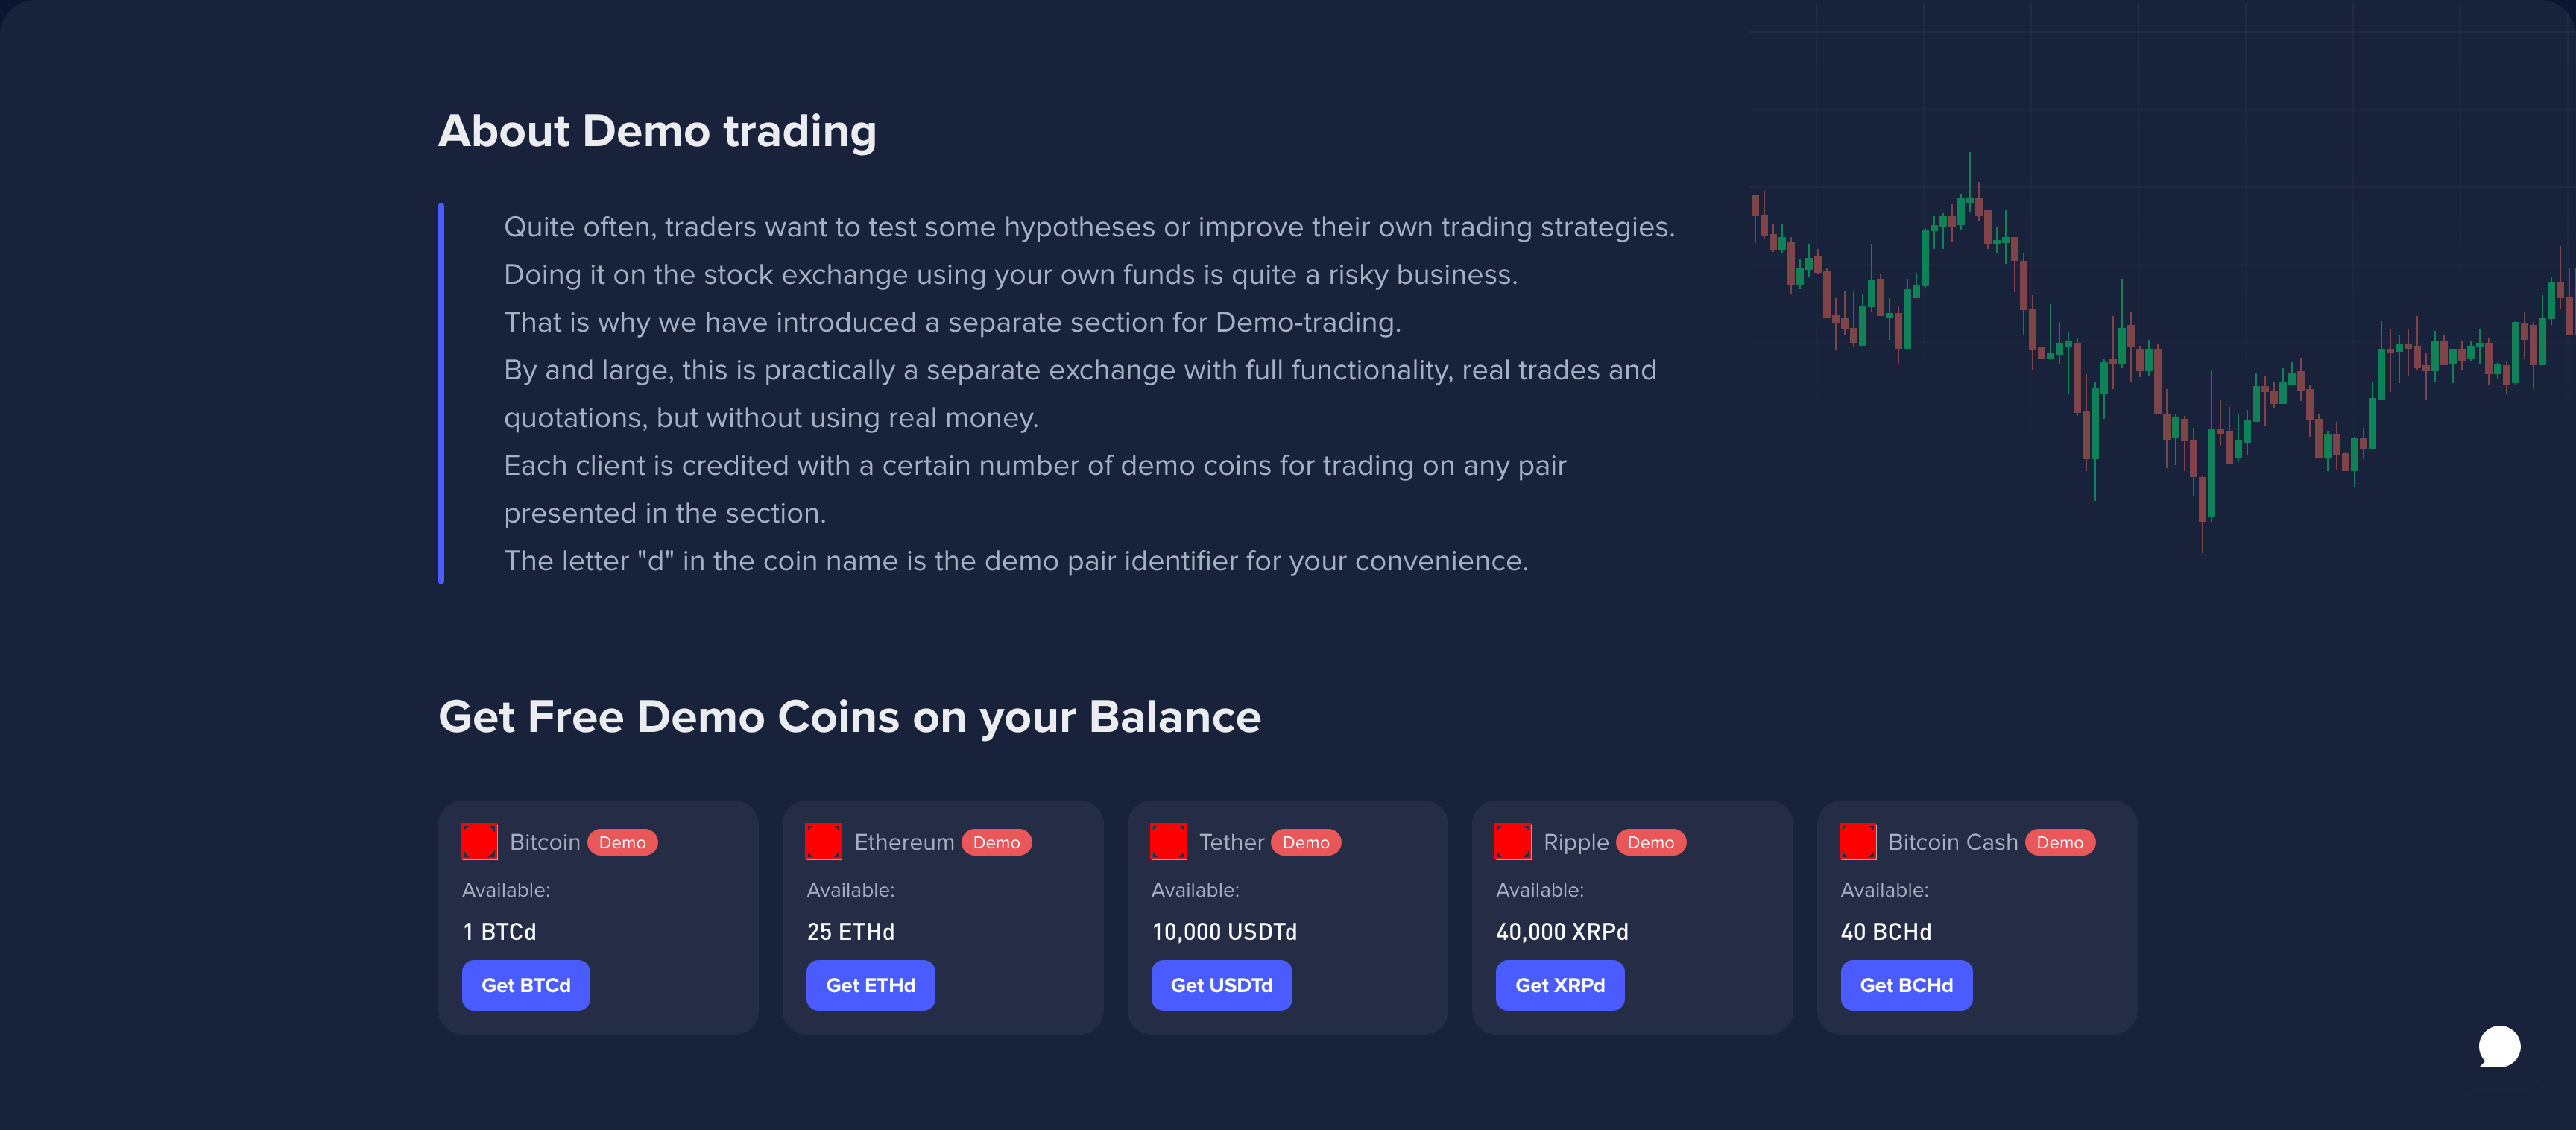 About Demo trading
Quite often, traders want to test some hypotheses or improve their own trading strategies.
Doing it on the stock exchange using your own funds is quite a risky business.
That is why we have introduced a separate section for Demo-trading.
By and large, this is practically a separate exchange with full functionality, real trades and
quotations, but without using real money.
Each client is credited with a certain number of demo coins for trading on any pair
presented in the section.
The letter "d" in the coin name is the demo pair identifier for your convenience.
Get Free Demo Coins on your Balance
Bitcoin Demo
Available:
1 BTCd
Get BTCd
Ethereum Demo
Available:
25 ETHd
Get ETHd
Tether Demo
Available:
10,000 USDTd
Get USDTd
Ripple Demo
Available:
40,000 XRPd
Get XRPd
Bitcoin Cash Demo
Available:
40 BCHd
Get BCHd